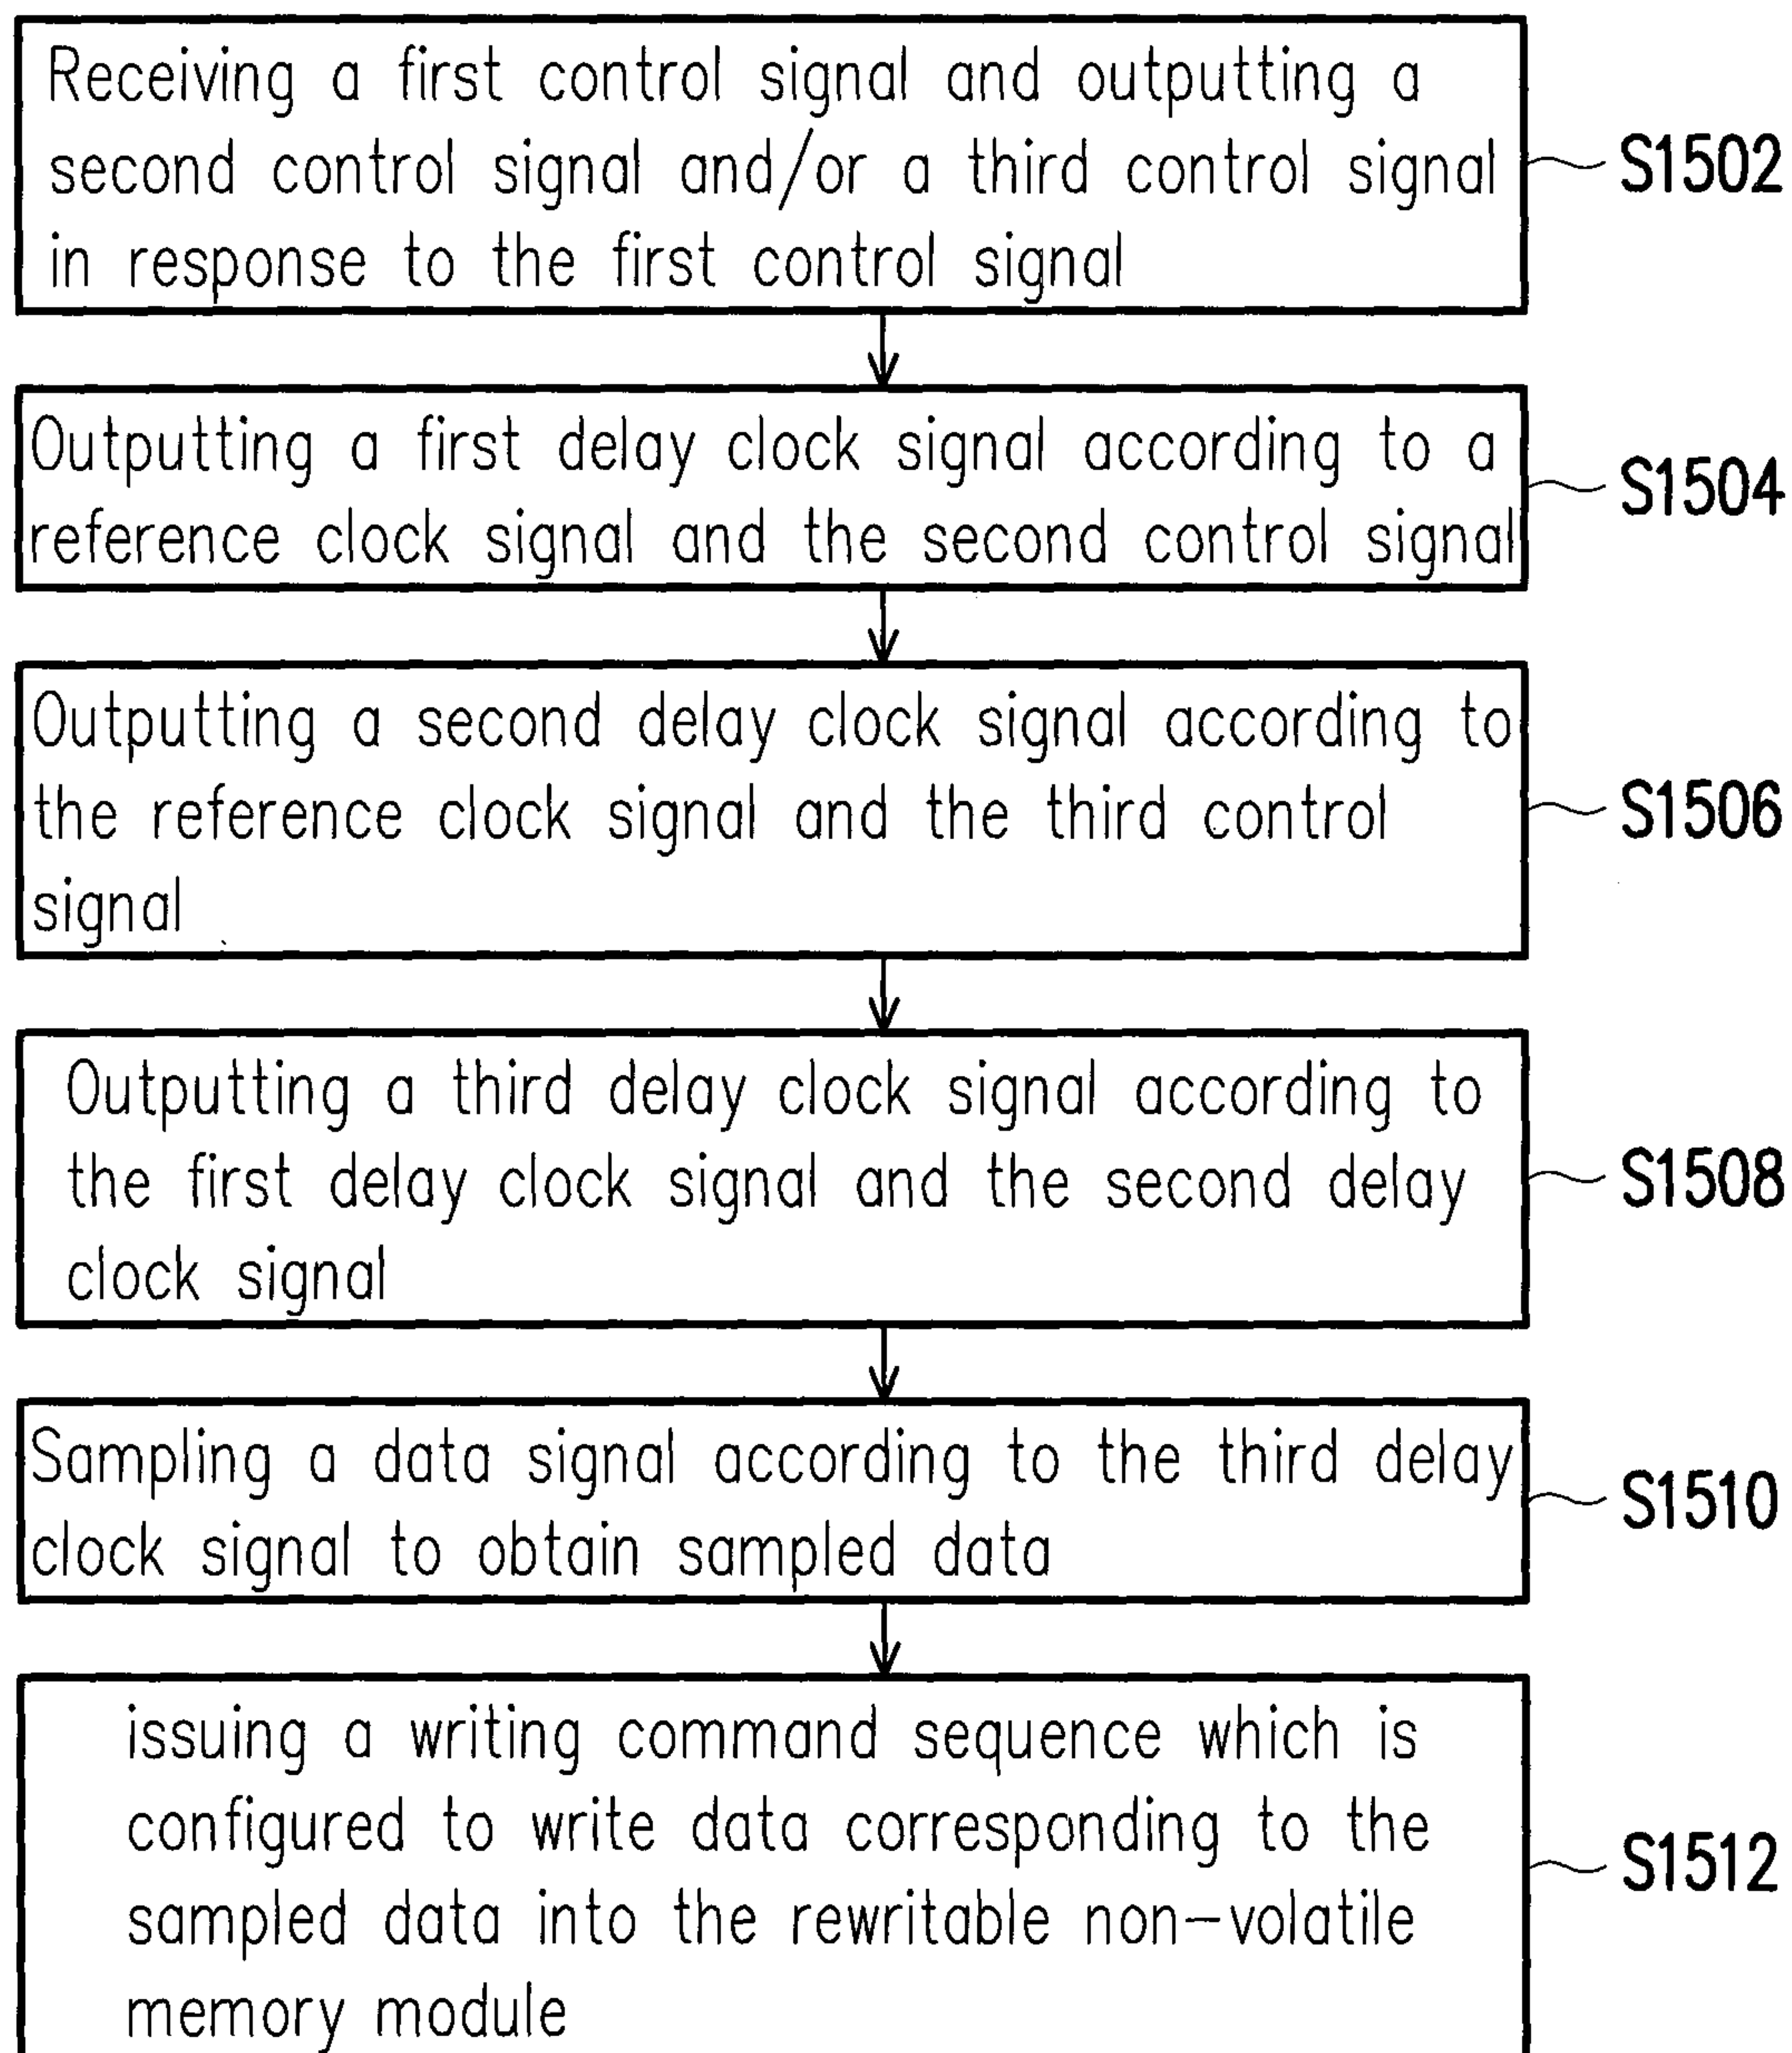 Receiving a first control signal and outputting a
second control signal and/or a third control signal
in response to the first control signal
S1502
Outputting a first delay clock signal according to a
reference clock signal and the second control signal
S1504
Outputting a second delay clock signal according to
the reference clock signal and the third control
signal
S1506
Outputting a third delay clock signal according to
the first delay clock signal and the second delay
clock signal
S1508
Sampling a data signal according to the third delay
clock signal to obtain sampled data
S1510
issuing a writing command sequence which is
configured to write data corresponding to the
sampled data into the rewritable non-volatile
memory module
S1512